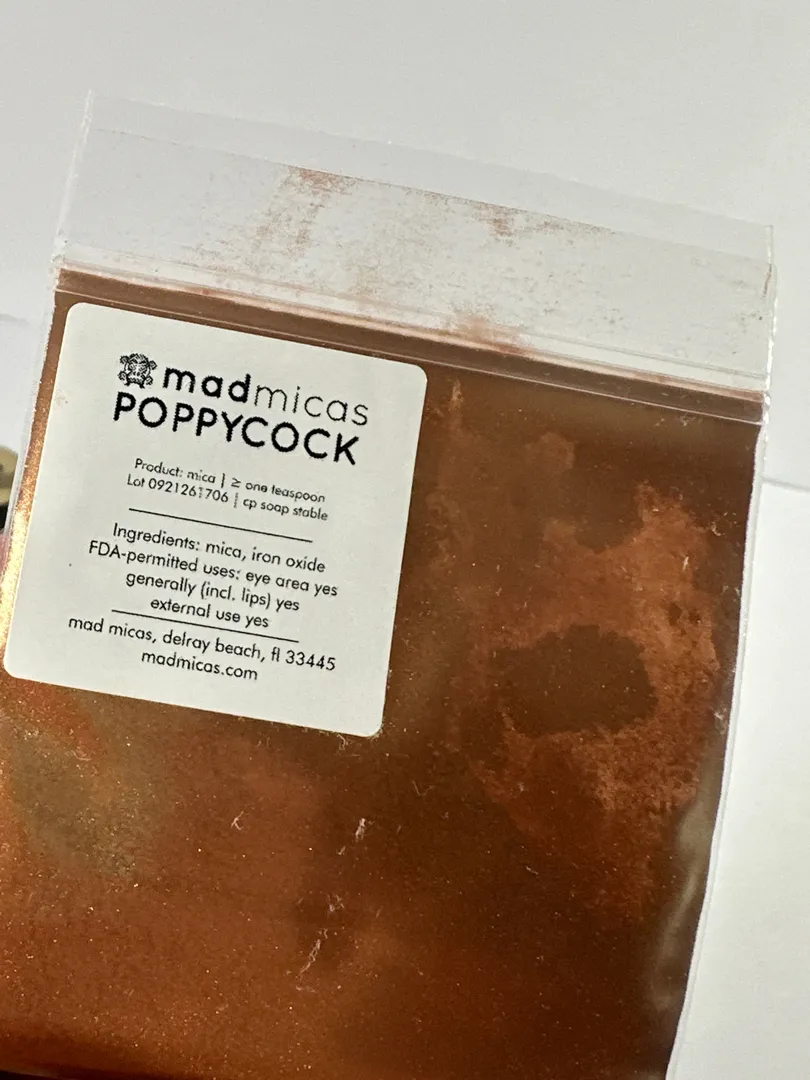 madmicas
POPPYCOCK
Product: mica | ≥ one teaspoon
Lot 0921261706 | cp soap stable
Ingredients: mica, iron oxide
FDA-permitted uses: eye area yes
generally (incl. lips) yes
external use yes
mad micas, delray beach, fl 33445
madmicas.com